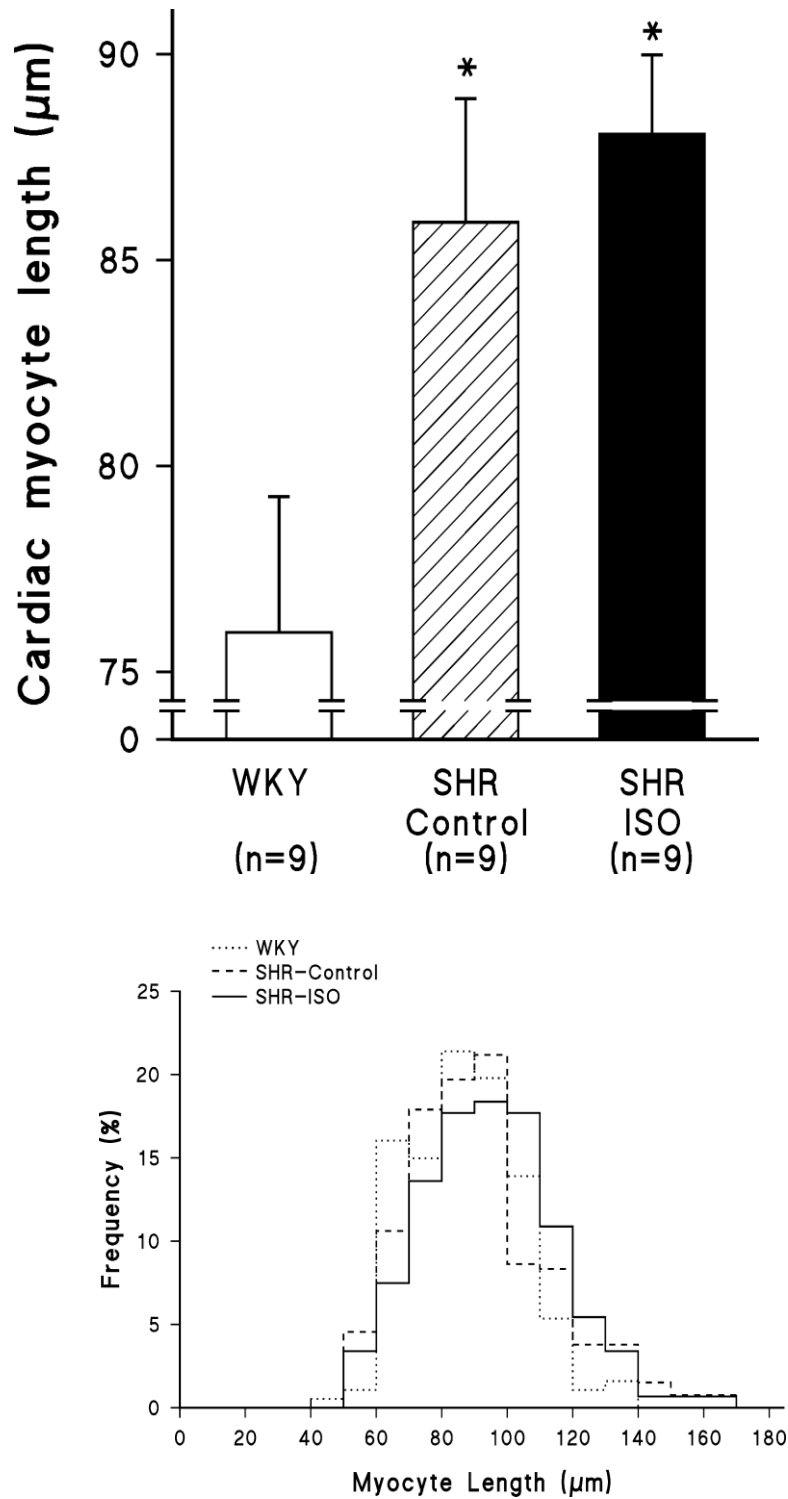 Cardiac myocyte length (µm)
90
85
80
75
0
*
*
WKY
(n=9)
SHR
Control
(n=9)
SHR
ISO
(n=9)
WKY
SHR-Control
SHR-ISO
Frequency (%)
25
20
15
10
5
0
0 20 40 60 80 100 120 140 160 180
Myocyte Length (µm)